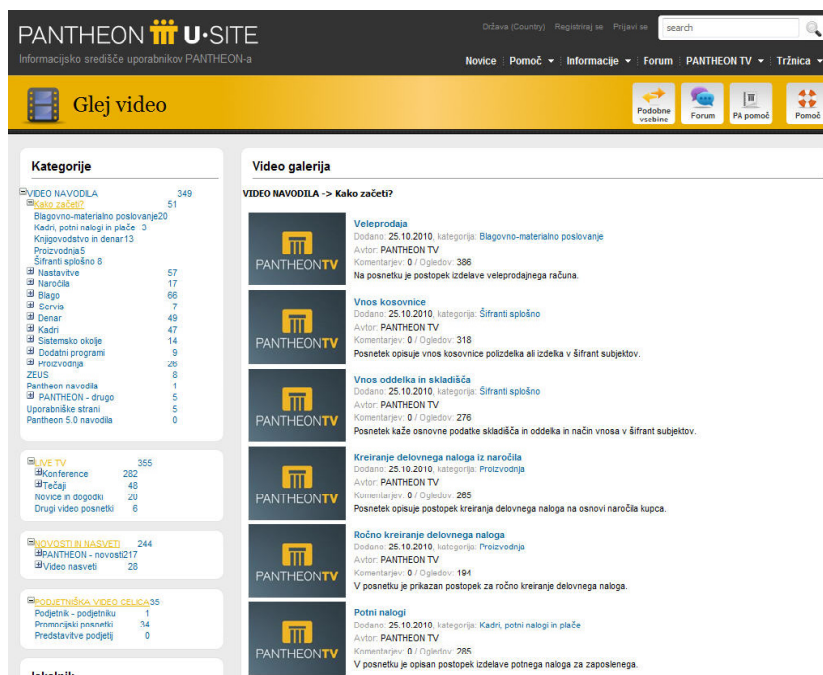 PANTHEON U·SITE
Informacijsko središče uporabnikov PANTHEON-a
Država (Country) Registriraj se Prijavi se search
Novice Pomoč Informacije Forum PANTHEON TV Tržnica
Glej video
Podobne vsebine
Forum
PA pomoč
Pomoč
Kategorije
VIDEO NAVODILA 349
Kako začeti? 51
Blagovno-materialno poslovanje20
Kadri, potni nalogi in plače 3
Knjigovodstvo in denar13
Proizvodnja5
Šifranti splošno 8
Nastavitve 57
Naročila 17
Blago 66
Servis 7
Denar 49
Kadri 47
Sistemsko okolje 14
Dodatni programi 9
Proizvodnja 26
ZEUS 8
Pantheon navodila 1
PANTHEON - drugo 5
Uporabniške strani 5
Pantheon 5.0 navodila 0
LIVE TV 355
Konference 282
Tečaji 48
Novice in dogodki 20
Drugi video posnetki 6
NOVOSTI IN NASVETI 244
PANTHEON - novosti217
Video nasveti 28
PODJETNIŠKA VIDEO CELICA35
Podjetnik - podjetniku 1
Promocijski posnetki 34
Predstavitve podjetij 0
Iskalnik
Video galerija
VIDEO NAVODILA -> Kako začeti?
PANTHEONTV
Veleprodaja
Dodano: 25.10.2010, kategorija: Blagovno-materialno poslovanje
Avtor: PANTHEON TV
Komentarjev: 0 / Ogledov: 386
Na posnetku je postopek izdelave veleprodajnega računa.
PANTHEONTV
Vnos kosovnice
Dodano: 25.10.2010, kategorija: Šifranti splošno
Avtor: PANTHEON TV
Komentarjev: 0 / Ogledov: 318
Posnetek opisuje vnos kosovnice polizdelka ali izdelka v šifrant subjektov.
PANTHEONTV
Vnos oddelka in skladišča
Dodano: 25.10.2010, kategorija: Šifranti splošno
Avtor: PANTHEON TV
Komentarjev: 0 / Ogledov: 276
Posnetek kaže osnovne podatke skladišča in oddelka in način vnosa v šifrant subjektov.
PANTHEONTV
Kreiranje delovnega naloga iz naročila
Dodano: 25.10.2010, kategorija: Proizvodnja
Avtor: PANTHEON TV
Komentarjev: 0 / Ogledov: 265
Posnetek opisuje postopek kreiranja delovnega naloga na osnovi naročila kupca.
PANTHEONTV
Ročno kreiranje delovnega naloga
Dodano: 25.10.2010, kategorija: Proizvodnja
Avtor: PANTHEON TV
Komentarjev: 0 / Ogledov: 194
V posnetku je prikazan postopek za ročno kreiranje delovnega naloga.
PANTHEONTV
Potni nalogi
Dodano: 25.10.2010, kategorija: Kadri, potni nalogi in plače
Avtor: PANTHEON TV
Komentarjev: 0 / Ogledov: 285
V posnetku je opisan postopek izdelave potnega naloga za zaposlenega.